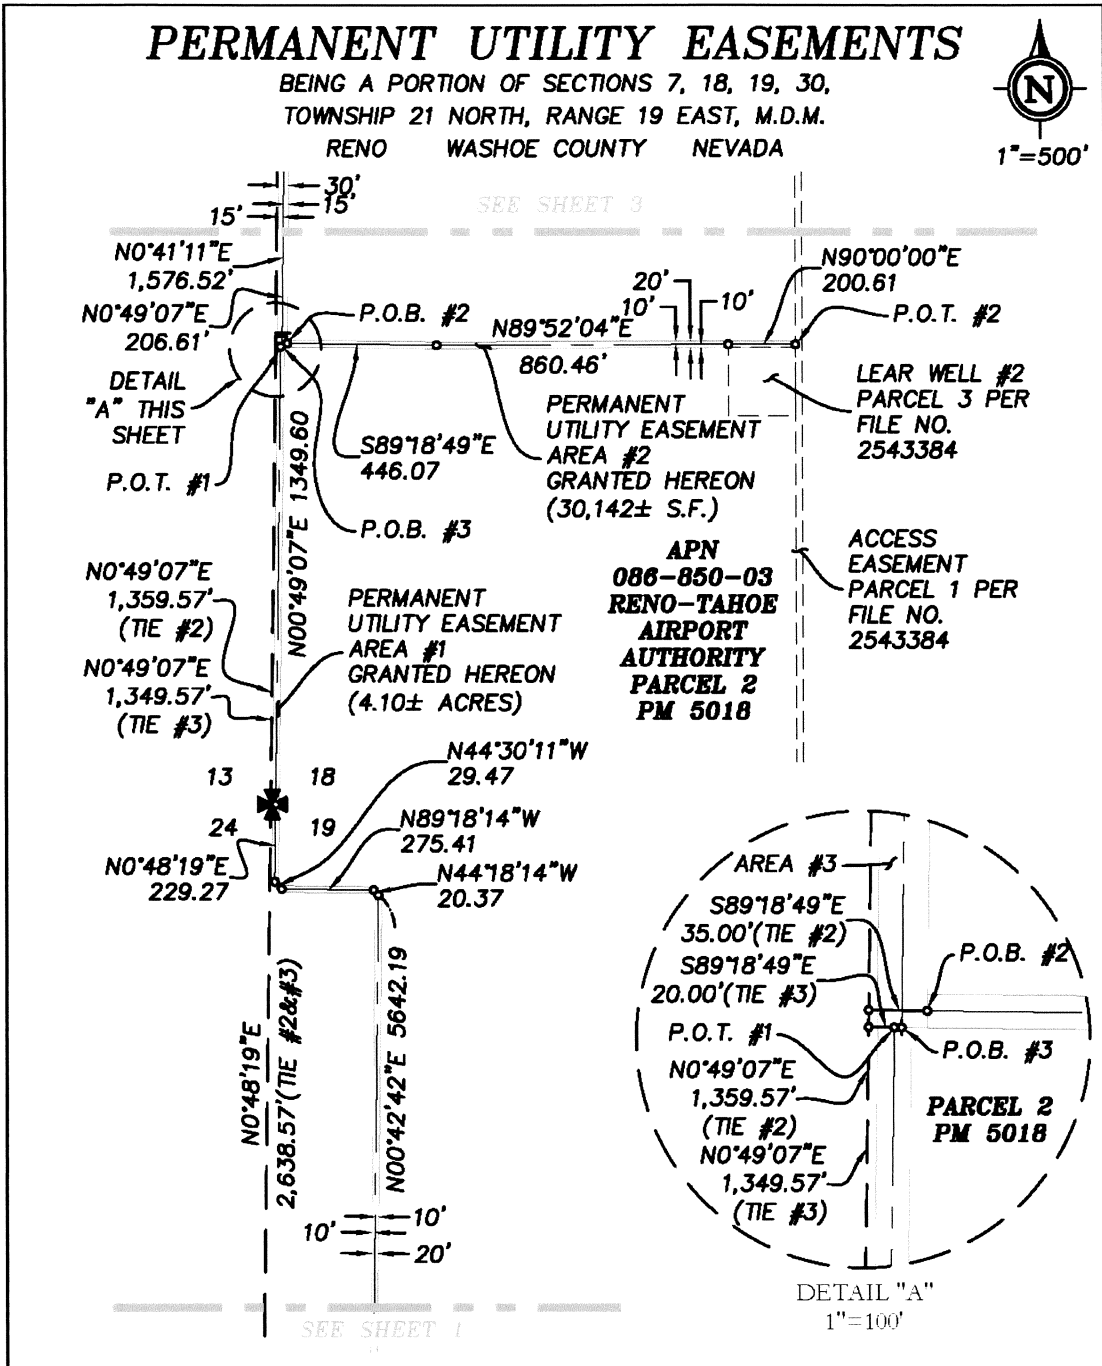 PERMANENT UTILITY EASEMENTS
BEING A PORTION OF SECTIONS 7, 18, 19, 30,
TOWNSHIP 21 NORTH, RANGE 19 EAST, M.D.M.
RENO WASHOE COUNTY NEVADA
N
1"=500'
30'
15'
15'
SEE SHEET 3
N0°41'11"E
1,576.52'
N0°49'07"E
206.61'
P.O.B. #2
DETAIL
"A" THIS
SHEET
P.O.T. #1
S89°18'49"E
446.07
P.O.B. #3
N89°52'04"E
860.46'
20'
10'
10'
N90°00'00"E
200.61
P.O.T. #2
LEAR WELL #2
PARCEL 3 PER
FILE NO.
2543384
PERMANENT
UTILITY EASEMENT
AREA #2
GRANTED HEREON
(30,142± S.F.)
N00°49'07"E 1349.60
APN
086-850-03
RENO-TAHOE
AIRPORT
AUTHORITY
PARCEL 2
PM 5018
ACCESS
EASEMENT
PARCEL 1 PER
FILE NO.
2543384
N0°49'07"E
1,359.57'
(TIE #2)
N0°49'07"E
1,349.57'
(TIE #3)
PERMANENT
UTILITY EASEMENT
AREA #1
GRANTED HEREON
(4.10± ACRES)
13 18
24 19
N44°30'11"W
29.47
N89°18'14"W
275.41
N44°18'14"W
20.37
N0°48'19"E
229.27
N0°48'19"E
2,638.57'(TIE #2&#3)
N00°42'42"E 5642.19
10'
10'
20'
SEE SHEET 1
AREA #3
S89°18'49"E
35.00'(TIE #2)
S89°18'49"E
20.00'(TIE #3)
P.O.T. #1
N0°49'07"E
1,359.57'
(TIE #2)
N0°49'07"E
1,349.57'
(TIE #3)
P.O.B. #2
P.O.B. #3
PARCEL 2
PM 5018
DETAIL "A"
1"=100'